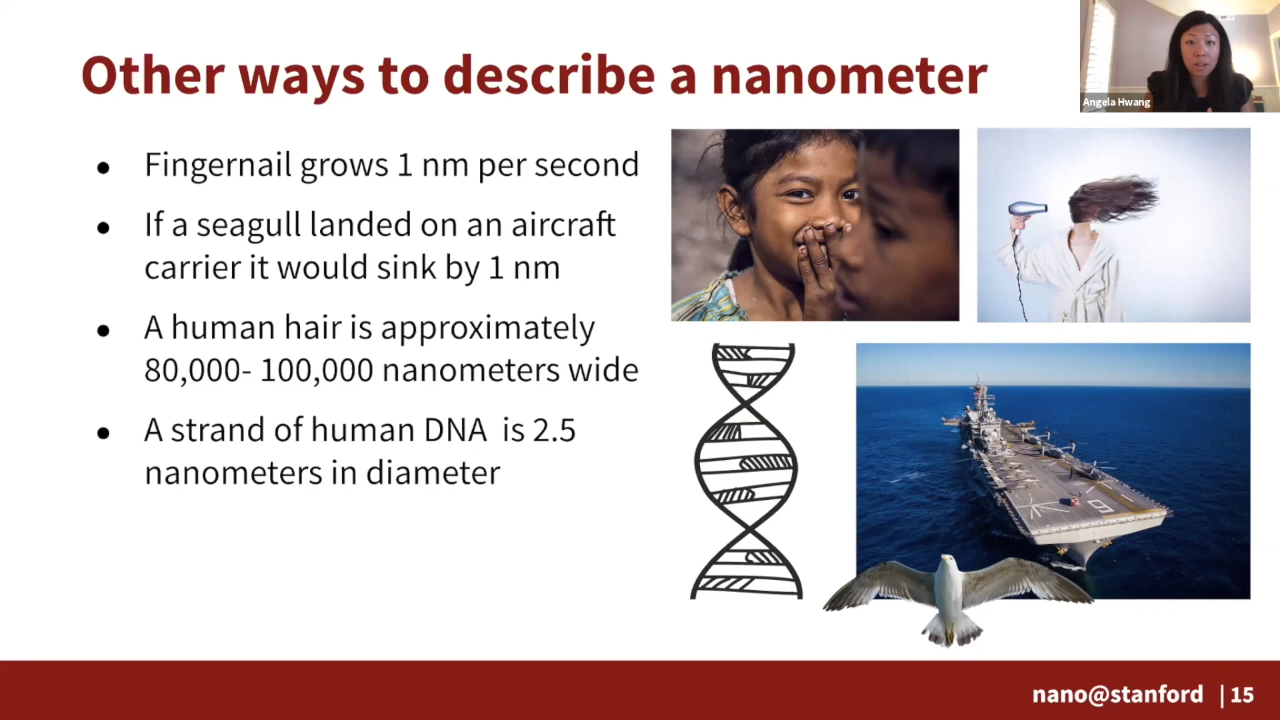 Other ways to describe a nanometer
Angela Hwang
● Fingernail grows 1 nm per second
● If a seagull landed on an aircraft
carrier it would sink by 1 nm
● A human hair is approximately
80,000- 100,000 nanometers wide
● A strand of human DNA  is 2.5
nanometers in diameter
nano@stanford | 15